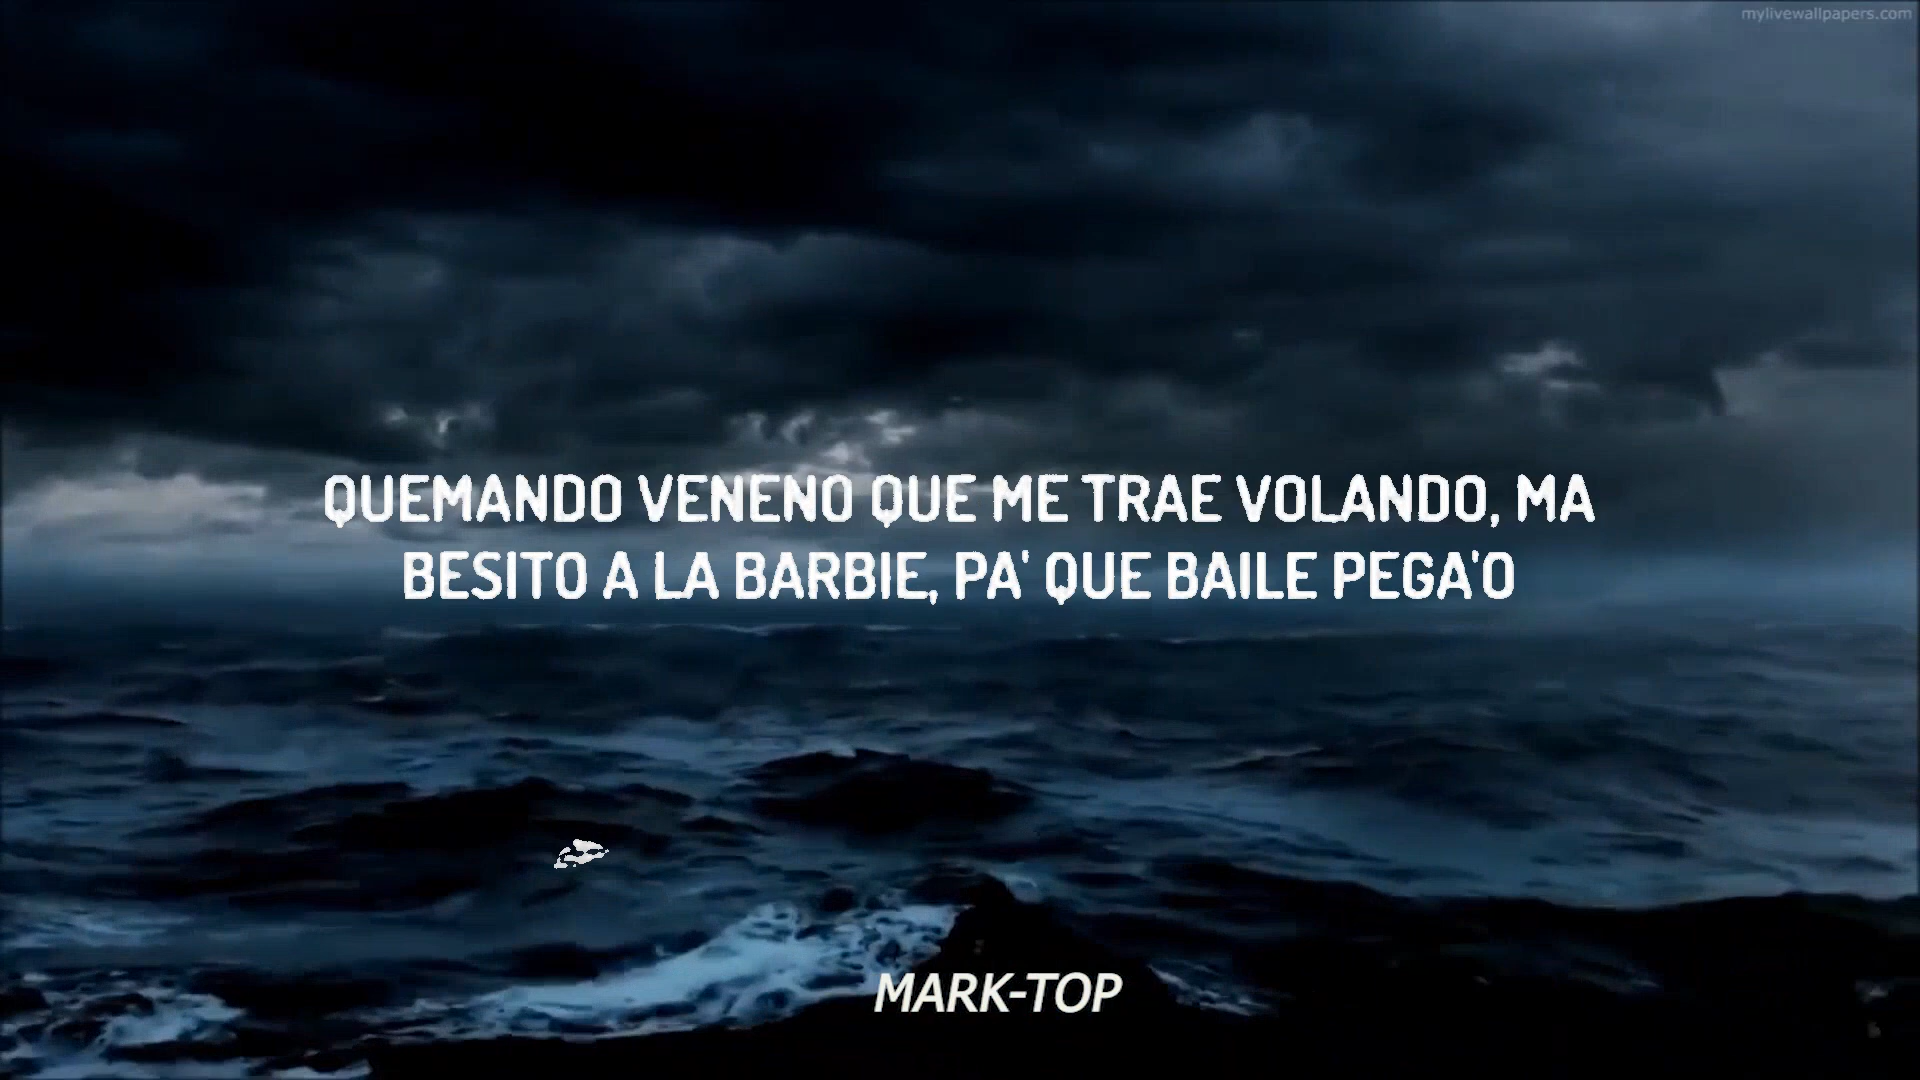 mylivewallpapers.com
QUEMANDO VENENO QUE ME TRAE VOLANDO, MA
BESITO A LA BARBIE, PA' QUE BAILE PEGA'O
MARK-TOP